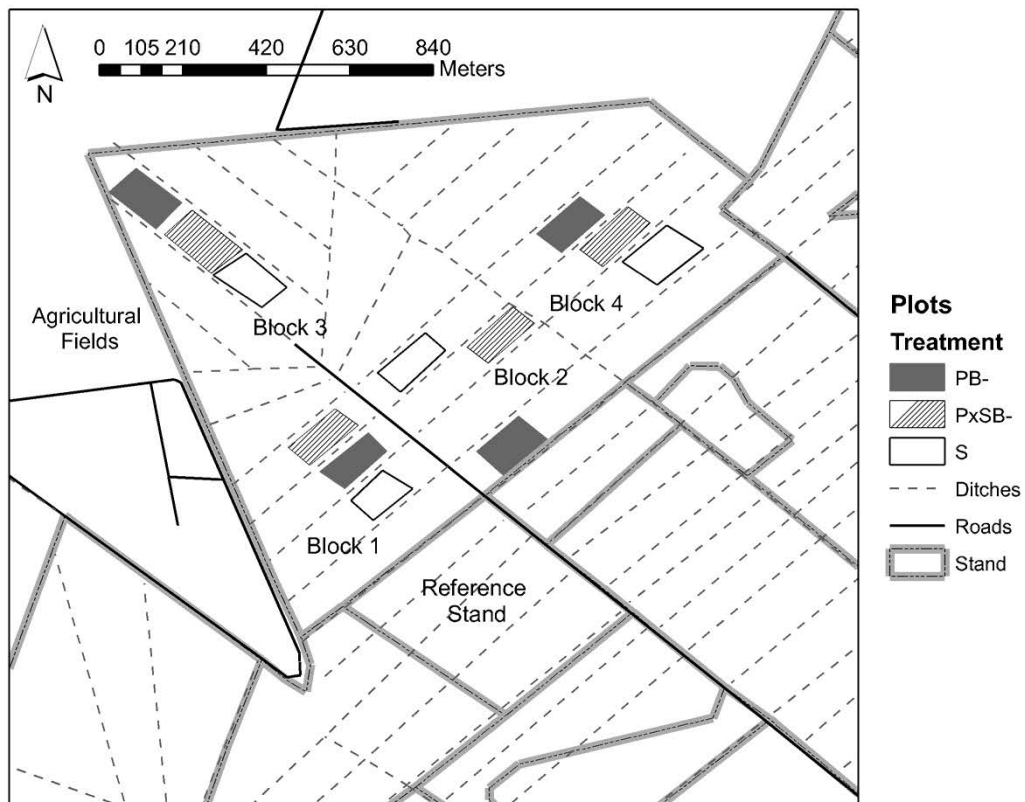 0 105 210 420 630 840
Meters
N
Block 4
Agricultural
Fields
Block 3
Block 2
Block 1
Reference
Stand
Plots
Treatment
PB-
PxSB-
S
Ditches
Roads
Stand